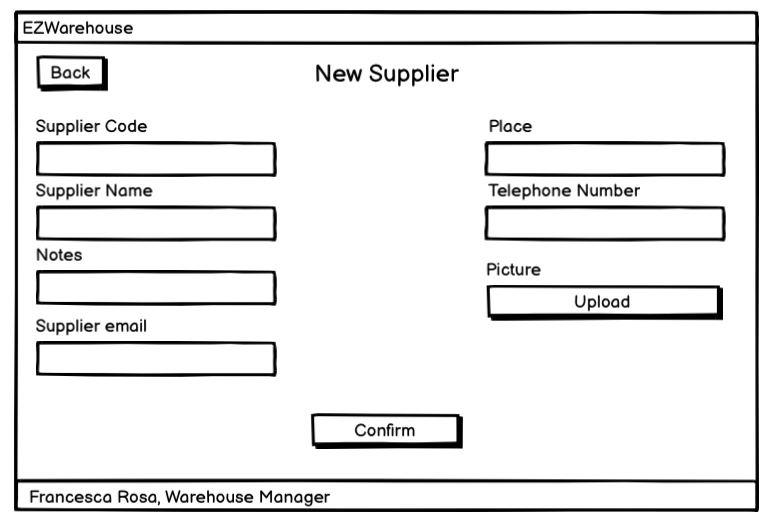 EZWarehouse
Back
New Supplier
Supplier Code
Place
Supplier Name
Telephone Number
Notes
Picture
Upload
Supplier email
Confirm
Francesca Rosa, Warehouse Manager